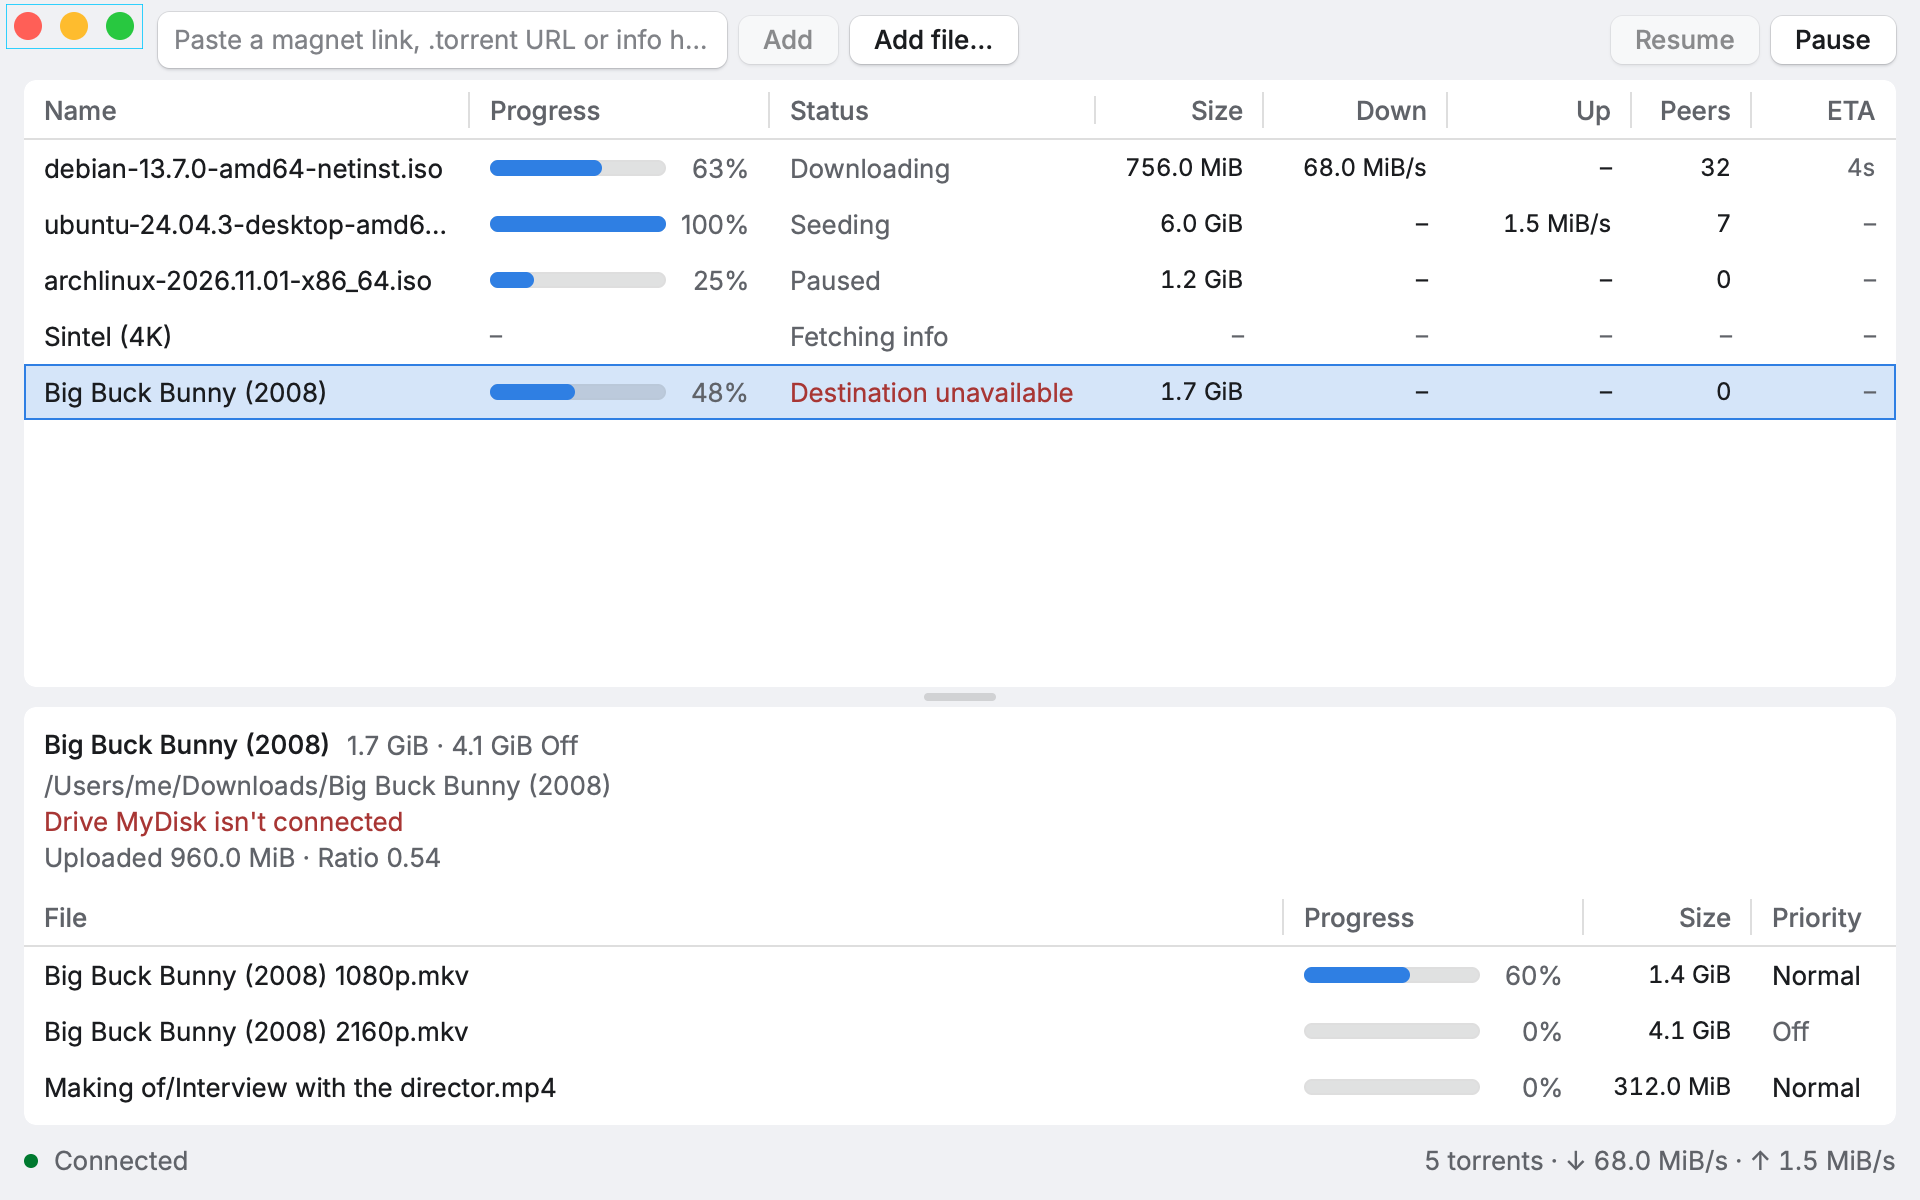 Paste a magnet link, .torrent URL or info h... Add Add file... Resume Pause
Name Progress Status Size Down Up Peers ETA
debian-13.7.0-amd64-netinst.iso 63% Downloading 756.0 MiB 68.0 MiB/s – 32 4s
ubuntu-24.04.3-desktop-amd6... 100% Seeding 6.0 GiB – 1.5 MiB/s 7 –
archlinux-2026.11.01-x86_64.iso 25% Paused 1.2 GiB – – 0 –
Sintel (4K) – Fetching info – – – – –
Big Buck Bunny (2008) 48% Destination unavailable 1.7 GiB – – 0 –
Big Buck Bunny (2008) 1.7 GiB · 4.1 GiB Off
/Users/me/Downloads/Big Buck Bunny (2008)
Drive MyDisk isn't connected
Uploaded 960.0 MiB · Ratio 0.54
File Progress Size Priority
Big Buck Bunny (2008) 1080p.mkv 60% 1.4 GiB Normal
Big Buck Bunny (2008) 2160p.mkv 0% 4.1 GiB Off
Making of/Interview with the director.mp4 0% 312.0 MiB Normal
Connected 5 torrents · ↓ 68.0 MiB/s · ↑ 1.5 MiB/s